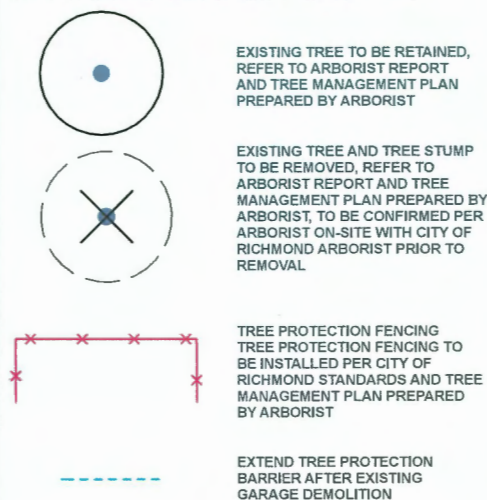 EXISTING TREE TO BE RETAINED,
REFER TO ARBORIST REPORT
AND TREE MANAGEMENT PLAN
PREPARED BY ARBORIST
EXISTING TREE AND TREE STUMP
TO BE REMOVED, REFER TO
ARBORIST REPORT AND TREE
MANAGEMENT PLAN PREPARED BY
ARBORIST, TO BE CONFIRMED PER
ARBORIST ON-SITE WITH CITY OF
RICHMOND ARBORIST PRIOR TO
REMOVAL
TREE PROTECTION FENCING
TREE PROTECTION FENCING TO
BE INSTALLED PER CITY OF
RICHMOND STANDARDS AND TREE
MANAGEMENT PLAN PREPARED
BY ARBORIST
EXTEND TREE PROTECTION
BARRIER AFTER EXISTING
GARAGE DEMOLITION